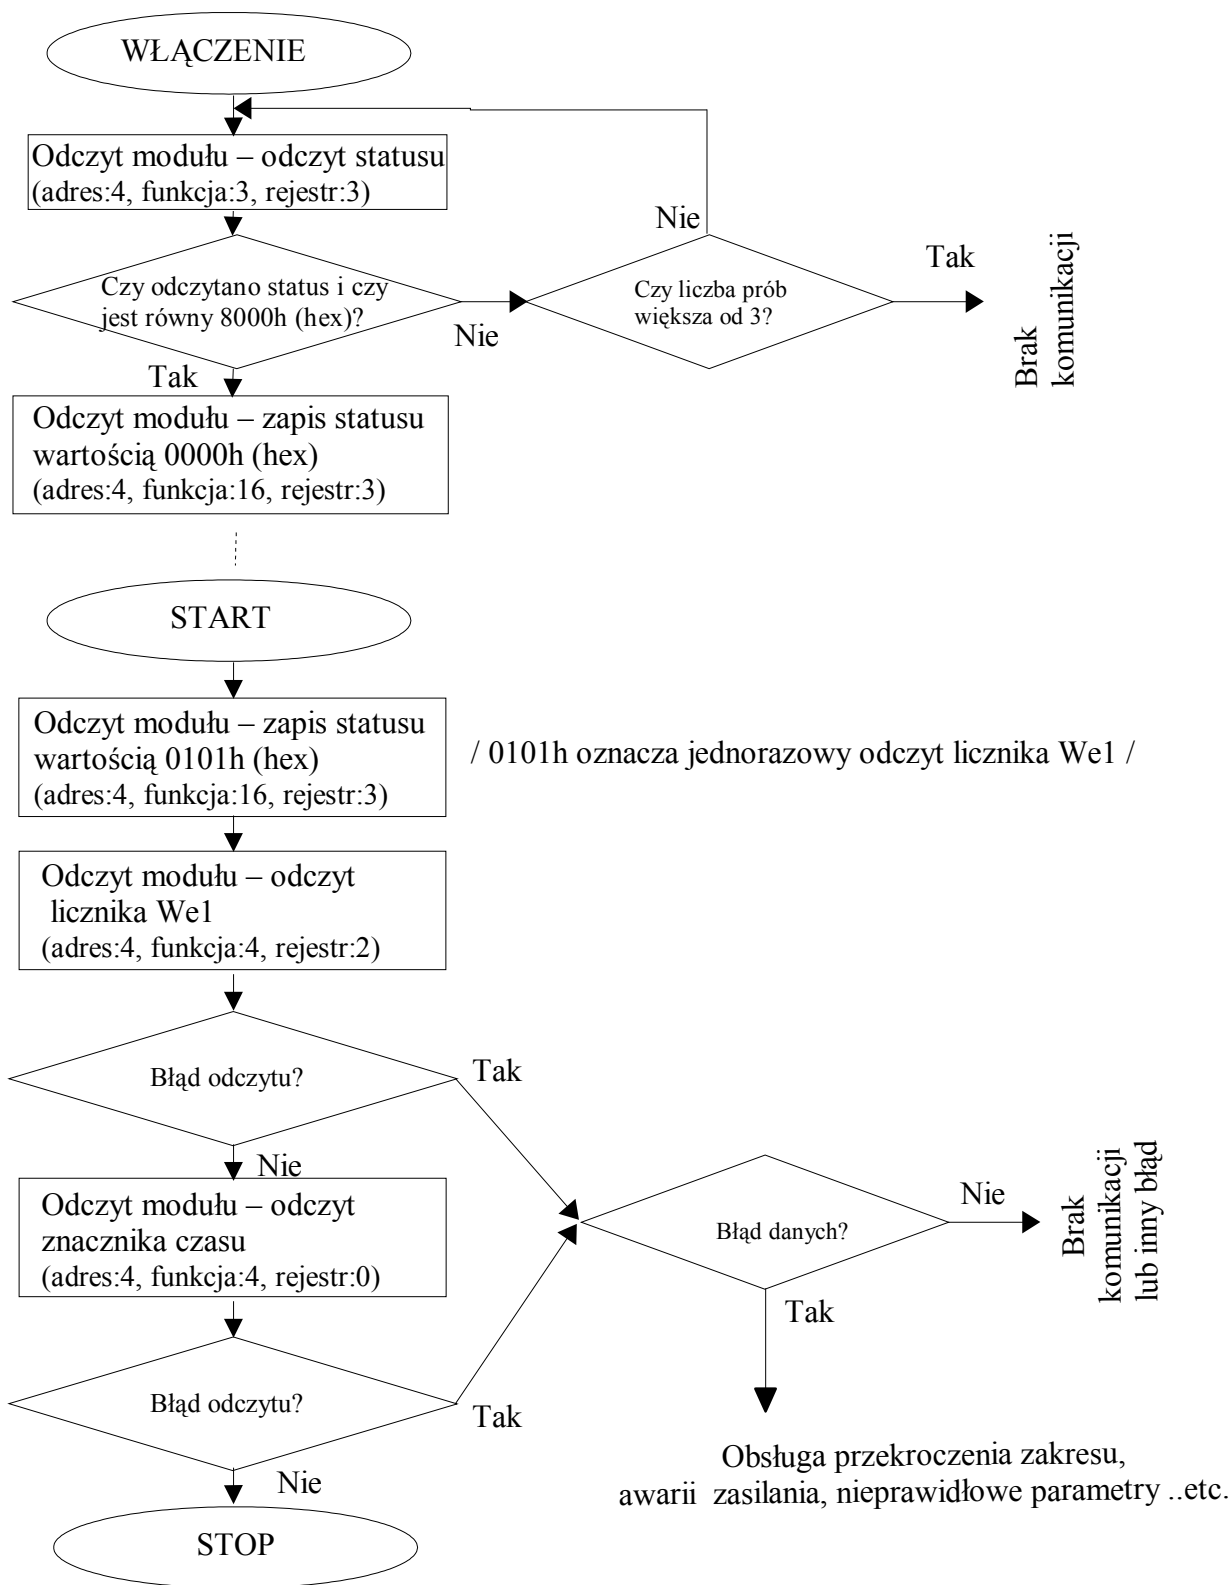 WŁĄCZENIE
Odczyt modułu – odczyt statusu
(adres:4, funkcja:3, rejestr:3)
Nie
Tak
Czy odczytano status i czy
jest równy 8000h (hex)?
Czy liczba prób
większa od 3?
Nie
Brak
komunikacji
Tak
Odczyt modułu – zapis statusu
wartością 0000h (hex)
(adres:4, funkcja:16, rejestr:3)
START
Odczyt modułu – zapis statusu
wartością 0101h (hex)
(adres:4, funkcja:16, rejestr:3)
/ 0101h oznacza jednorazowy odczyt licznika We1 /
Odczyt modułu – odczyt
licznika We1
(adres:4, funkcja:4, rejestr:2)
Błąd odczytu?
Tak
Nie
Odczyt modułu – odczyt
znacznika czasu
(adres:4, funkcja:4, rejestr:0)
Błąd danych?
Nie
Brak
komunikacji
lub inny błąd
Tak
Błąd odczytu?
Tak
Nie
Obsługa przekroczenia zakresu,
awarii zasilania, nieprawidłowe parametry ..etc.
STOP